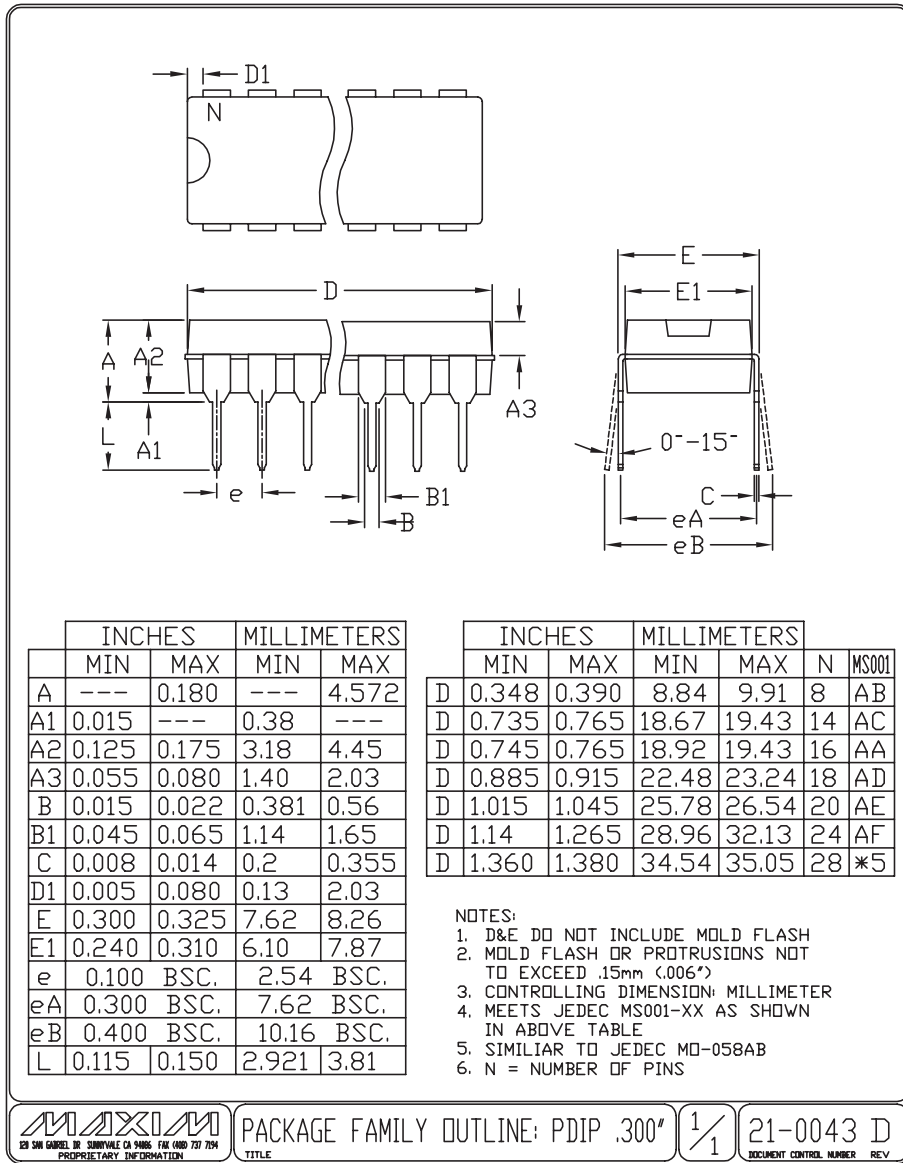 D1
N
D
E
E1
A
A2
A3
L
A1
0°-15°
e
B1
B
C
eA
eB
INCHES MILLIMETERS
MIN MAX MIN MAX
A --- 0.180 --- 4.572
A1 0.015 --- 0.38 ---
A2 0.125 0.175 3.18 4.45
A3 0.055 0.080 1.40 2.03
B 0.015 0.022 0.381 0.56
B1 0.045 0.065 1.14 1.65
C 0.008 0.014 0.2 0.355
D1 0.005 0.080 0.13 2.03
E 0.300 0.325 7.62 8.26
E1 0.240 0.310 6.10 7.87
e 0.100 BSC. 2.54 BSC.
eA 0.300 BSC. 7.62 BSC.
eB 0.400 BSC. 10.16 BSC.
L 0.115 0.150 2.921 3.81
INCHES MILLIMETERS
MIN MAX MIN MAX N MS001
D 0.348 0.390 8.84 9.91 8 AB
D 0.735 0.765 18.67 19.43 14 AC
D 0.745 0.765 18.92 19.43 16 AA
D 0.885 0.915 22.48 23.24 18 AD
D 1.015 1.045 25.78 26.54 20 AE
D 1.14 1.265 28.96 32.13 24 AF
D 1.360 1.380 34.54 35.05 28 *5
NOTES:
1. D&E DO NOT INCLUDE MOLD FLASH
2. MOLD FLASH OR PROTRUSIONS NOT
TO EXCEED .15mm (.006")
3. CONTROLLING DIMENSION: MILLIMETER
4. MEETS JEDEC MS001-XX AS SHOWN
IN ABOVE TABLE
5. SIMILIAR TO JEDEC MO-058AB
6. N = NUMBER OF PINS
MAXIM
120 SAN GABRIEL DR SUNNYVALE CA 94086 FAX (408) 737 7194
PROPRIETARY INFORMATION
PACKAGE FAMILY OUTLINE: PDIP .300"
TITLE
1/1
21-0043 D
DOCUMENT CONTROL NUMBER REV